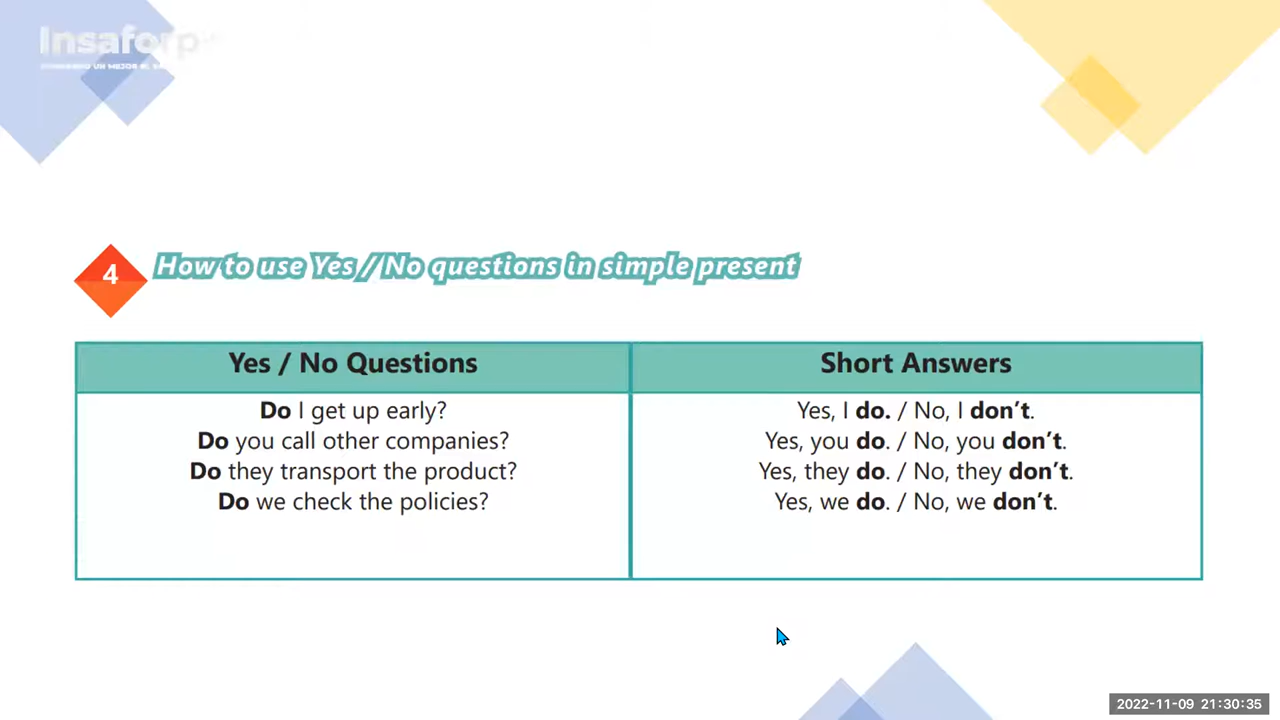 Insaforp
4
How to use Yes / No questions in simple present
Yes / No Questions
Short Answers
Do I get up early?
Yes, I do. / No, I don't.
Do you call other companies?
Yes, you do. / No, you don't.
Do they transport the product?
Yes, they do. / No, they don't.
Do we check the policies?
Yes, we do. / No, we don't.
2022-11-09 21:30:35